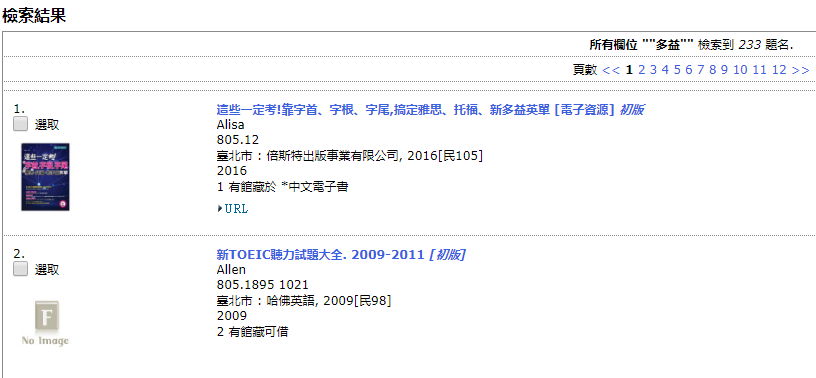 檢索結果
所有欄位 ""多益"" 檢索到 233 題名.
頁數 << 1 2 3 4 5 6 7 8 9 10 11 12 >>
1.
選取
這些一定考!靠字首、字根、字尾,搞定雅思、托福、新多益英單 [電子資源] 初版
Alisa
805.12
臺北市 : 倍斯特出版事業有限公司, 2016[民105]
2016
1 有館藏於 *中文電子書
URL
2.
選取
新TOEIC聽力試題大全. 2009-2011 [初版]
Allen
805.1895 1021
臺北市 : 哈佛英語, 2009[民98]
2009
2 有館藏可借
F
No Image